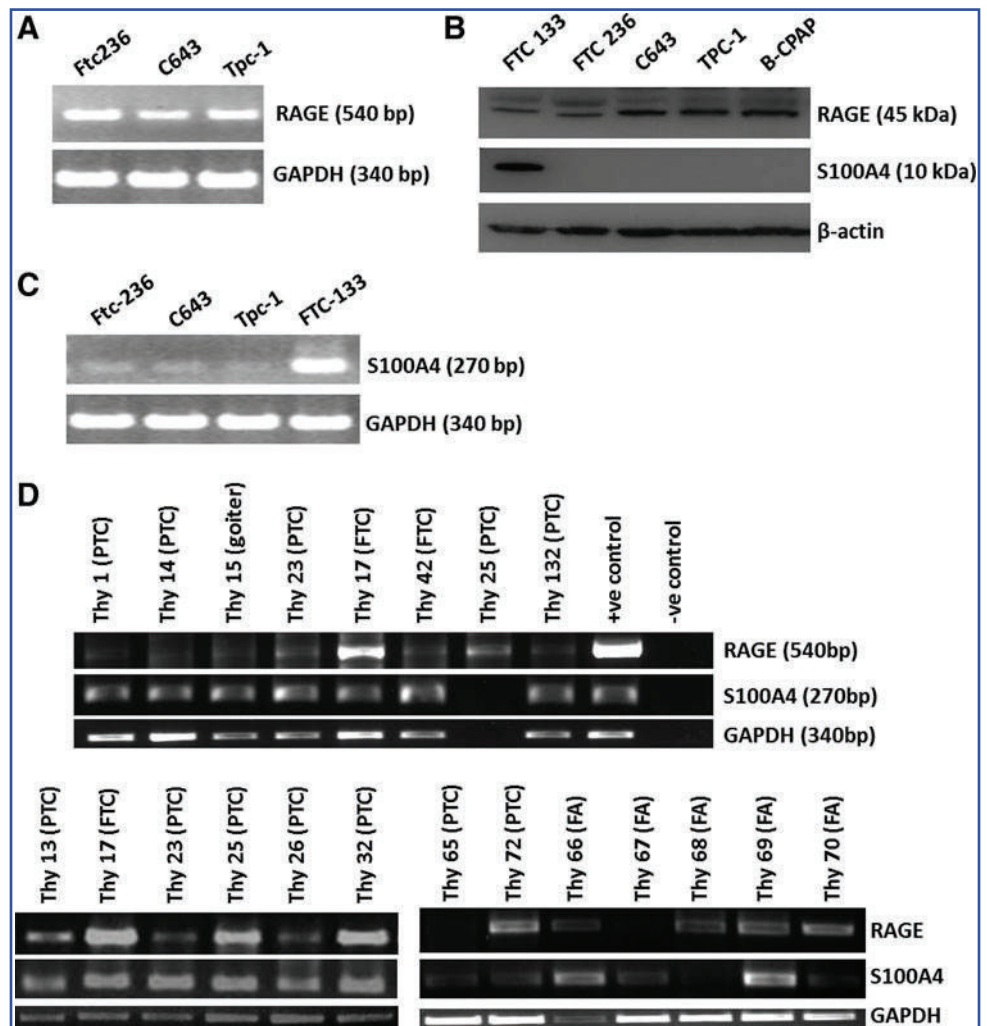 A
Ftc236 C643 Tpc-1
RAGE (540 bp)
GAPDH (340 bp)
B
FTC 133 FTC 236 C643 TPC-1 B-CPAP
RAGE (45 kDa)
S100A4 (10 kDa)
β-actin
C
Ftc-236 C643 Tpc-1 FTC-133
S100A4 (270 bp)
GAPDH (340 bp)
D
Thy 1 (PTC) Thy 14 (PTC) Thy 15 (goiter) Thy 23 (PTC) Thy 17 (FTC) Thy 42 (FTC) Thy 25 (PTC) Thy 132 (PTC) +ve control -ve control
RAGE (540bp)
S100A4 (270bp)
GAPDH (340bp)
Thy 13 (PTC) Thy 17 (FTC) Thy 23 (PTC) Thy 25 (PTC) Thy 26 (PTC) Thy 32 (PTC)
Thy 65 (PTC) Thy 72 (PTC) Thy 66 (FA) Thy 67 (FA) Thy 68 (FA) Thy 69 (FA) Thy 70 (FA)
RAGE
S100A4
GAPDH